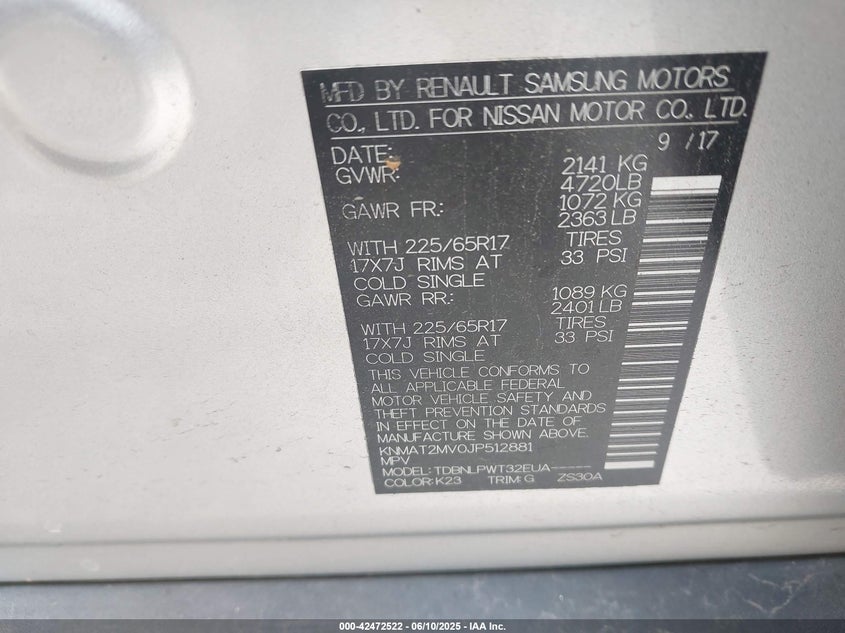 MFD BY RENAULT SAMSUNG MOTORS
CO., LTD. FOR NISSAN MOTOR CO., LTD.
DATE: 9 / 17
GVWR: 2141 KG
4720LB
GAWR FR: 1072 KG
2363 LB
WITH 225/65R17 TIRES
17X7J RIMS AT 33 PSI
COLD SINGLE
GAWR RR: 1089 KG
2401 LB
WITH 225/65R17 TIRES
17X7J RIMS AT 33 PSI
COLD SINGLE
THIS VEHICLE CONFORMS TO
ALL APPLICABLE FEDERAL
MOTOR VEHICLE SAFETY AND
THEFT PREVENTION STANDARDS
IN EFFECT ON THE DATE OF
MANUFACTURE SHOWN ABOVE.
KNMAT2MV0JP512881
MPV
MODEL: TDBNLPWT32EUA-----
COLOR: K23 TRIM: G ZS30A
000-42472522 | 06/10/2025 - IAA Inc.